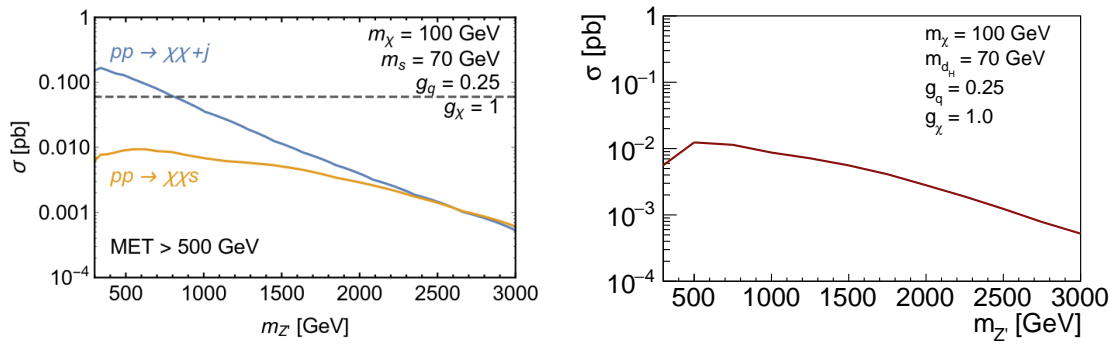 1
0.100
0.010
0.001
10⁻⁴
σ [pb]
pp → χχ+j
pp → χχs
MET > 500 GeV
m_χ = 100 GeV
m_s = 70 GeV
g_q = 0.25
g_χ = 1
500 1000 1500 2000 2500 3000
m_Z' [GeV]
1
10⁻¹
10⁻²
10⁻³
10⁻⁴
σ [pb]
m_χ = 100 GeV
m_d_H = 70 GeV
g_q = 0.25
g_χ = 1.0
500 1000 1500 2000 2500 3000
m_Z' [GeV]